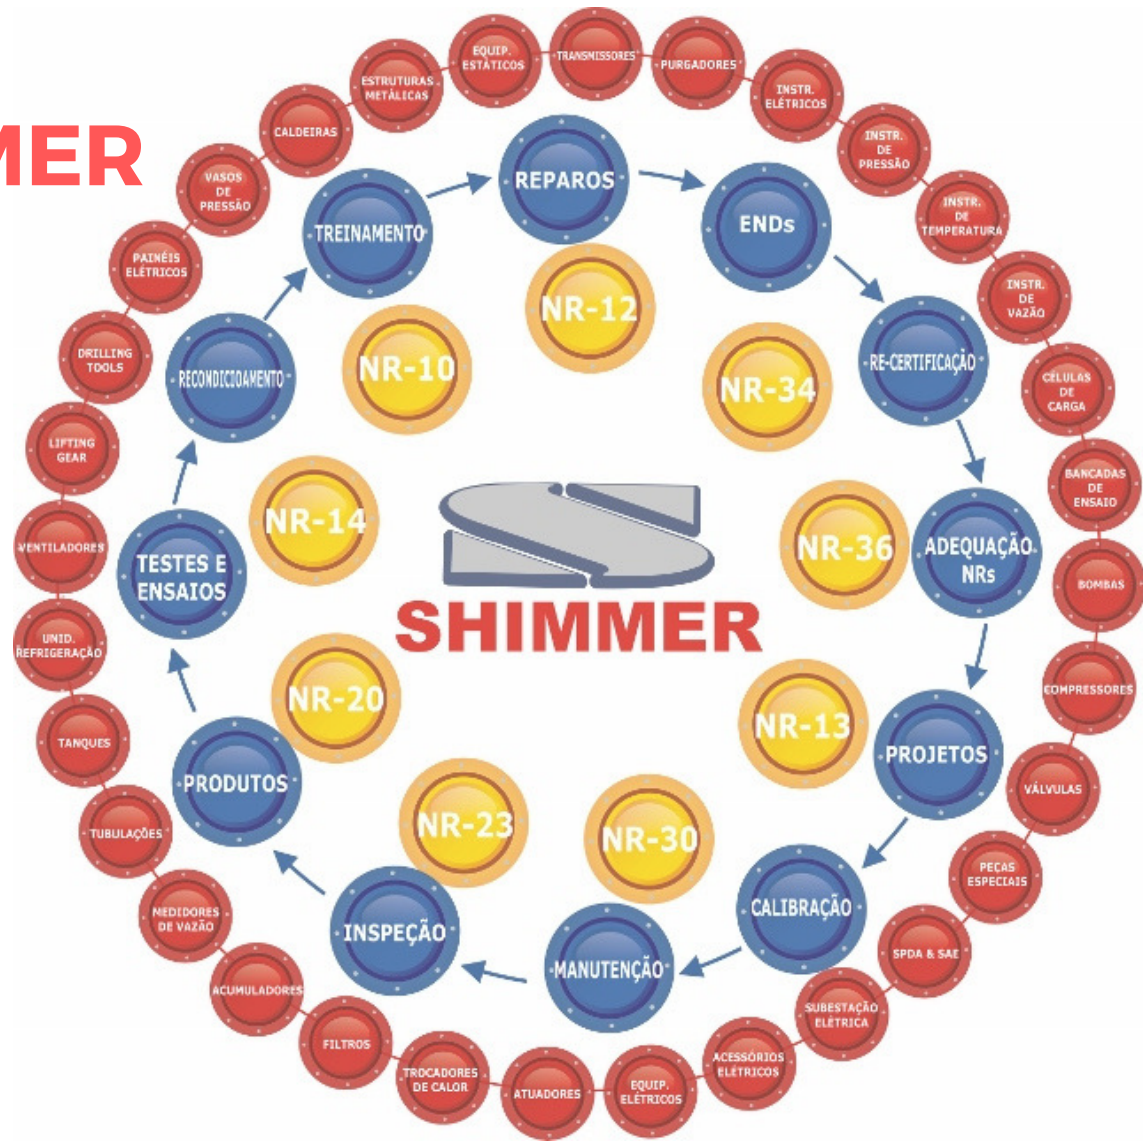 MER
TRANSMISSORES
PURGADORES
INSTR.
ELÉTRICOS
INSTR.
DE
PRESSÃO
INSTR.
DE
TEMPERATURA
INSTR.
DE
VAZÃO
CÉLULAS
DE
CARGA
BANCADAS
DE
ENSAIO
BOMBAS
COMPRESSORES
VÁLVULAS
PEÇAS
ESPECIAIS
SPDA & SAE
SUBESTAÇÃO
ELÉTRICA
ACESSÓRIOS
ELÉTRICOS
EQUIP.
ELÉTRICOS
ATUADORES
TROCADORES
DE CALOR
FILTROS
ACUMULADORES
MEDIDORES
DE VAZÃO
TUBULAÇÕES
TANQUES
UNID.
REFRIGERAÇÃO
VENTILADORES
LIFTING
GEAR
DRILLING
TOOLS
PAINÉIS
ELÉTRICOS
VASOS
DE
PRESSÃO
CALDEIRAS
ESTRUTURAS
METÁLICAS
EQUIP.
ESTÁTICOS
REPAROS
ENDs
RE-CERTIFICAÇÃO
ADEQUAÇÃO
NRs
PROJETOS
CALIBRAÇÃO
MANUTENÇÃO
INSPEÇÃO
PRODUTOS
TESTES E
ENSAIOS
RECONDICIOAMENTO
TREINAMENTO
NR-12
NR-34
NR-36
NR-13
NR-30
NR-23
NR-20
NR-14
NR-10
SHIMMER